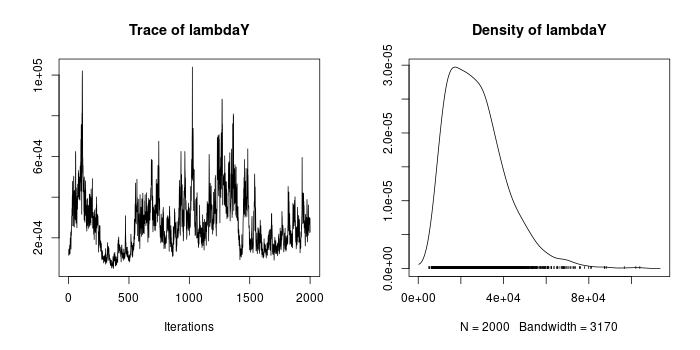 Trace of lambdaY
1e+05
6e+04
2e+04
0
500
1000
1500
2000
Iterations
Density of lambdaY
3.0e-05
2.0e-05
1.0e-05
0.0e+00
0e+00
4e+04
8e+04
N = 2000 Bandwidth = 3170